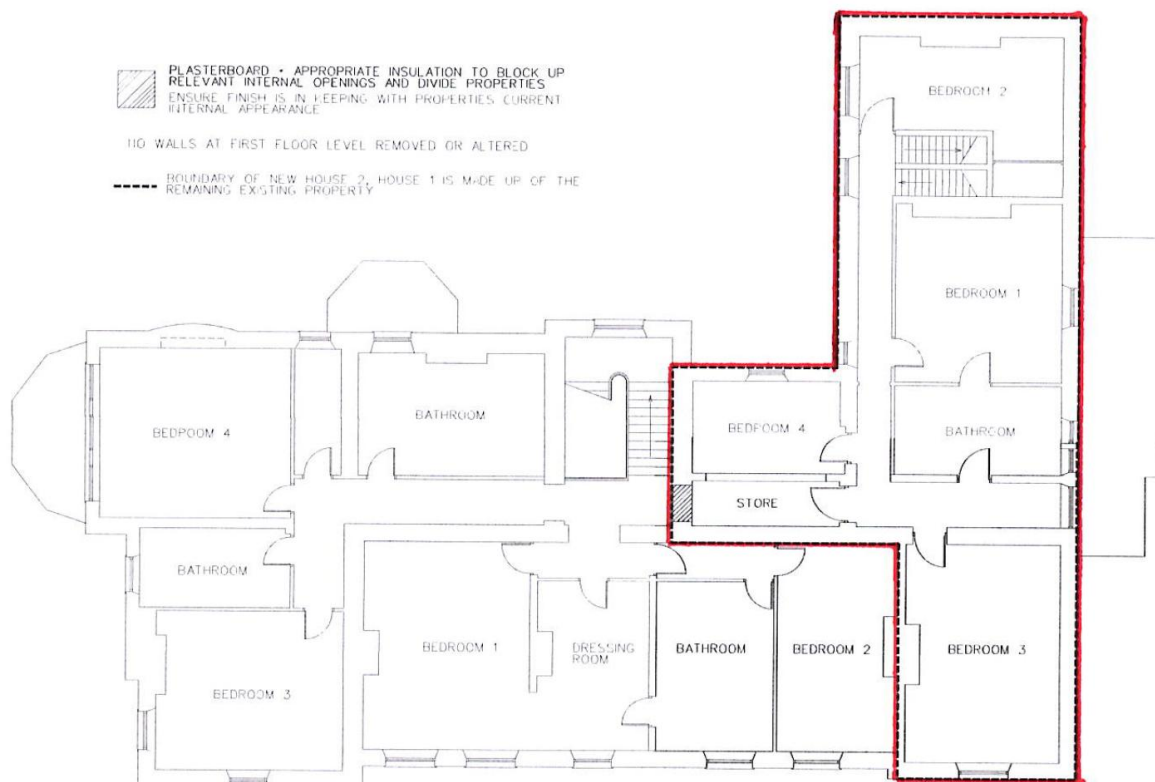 PLASTERBOARD + APPROPRIATE INSULATION TO BLOCK UP
RELEVANT INTERNAL OPENINGS AND DIVIDE PROPERTIES
ENSURE FINISH IS IN KEEPING WITH PROPERTIES CURRENT
INTERNAL APPEARANCE
NO WALLS AT FIRST FLOOR LEVEL REMOVED OR ALTERED
BOUNDARY OF NEW HOUSE 2, HOUSE 1 IS MADE UP OF THE
REMAINING EXISTING PROPERTY
BEDROOM 2
BEDROOM 1
BATHROOM
BEDROOM 4
BEDROOM 4
BATHROOM
STORE
BATHROOM
BEDROOM 1
DRESSING
ROOM
BATHROOM
BEDROOM 2
BEDROOM 3
BEDROOM 3